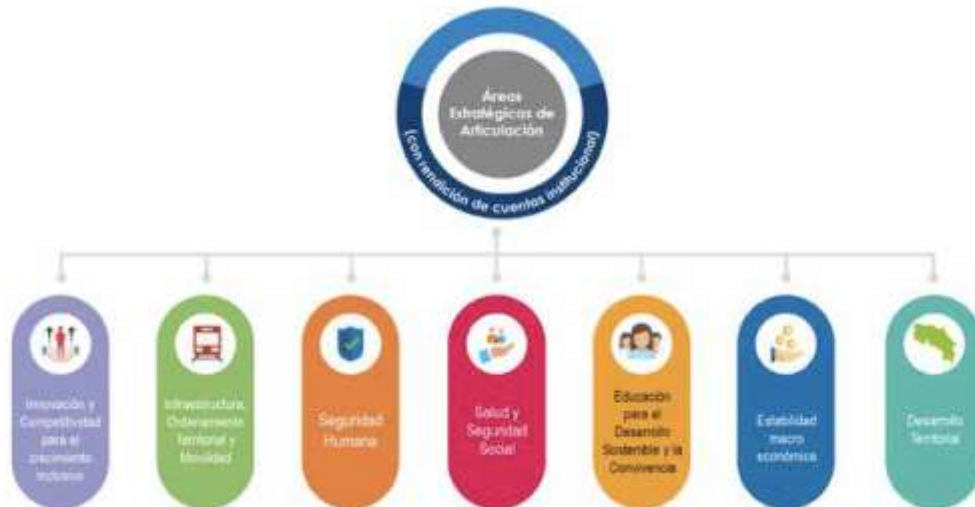 Áreas
Estratégicos de
Articulación
(con rendición de cuentas institucional)
Innovación y
Competitividad
para el
crecimiento
inclusivo
Infraestructura,
Ordenamiento
Territorial y
Movilidad
Seguridad
Humana
Salud y
Seguridad
Social
Educación
para el
Desarrollo
Sostenible y la
Convivencia
Estabilidad
macro
económica
Desarrollo
Territorial